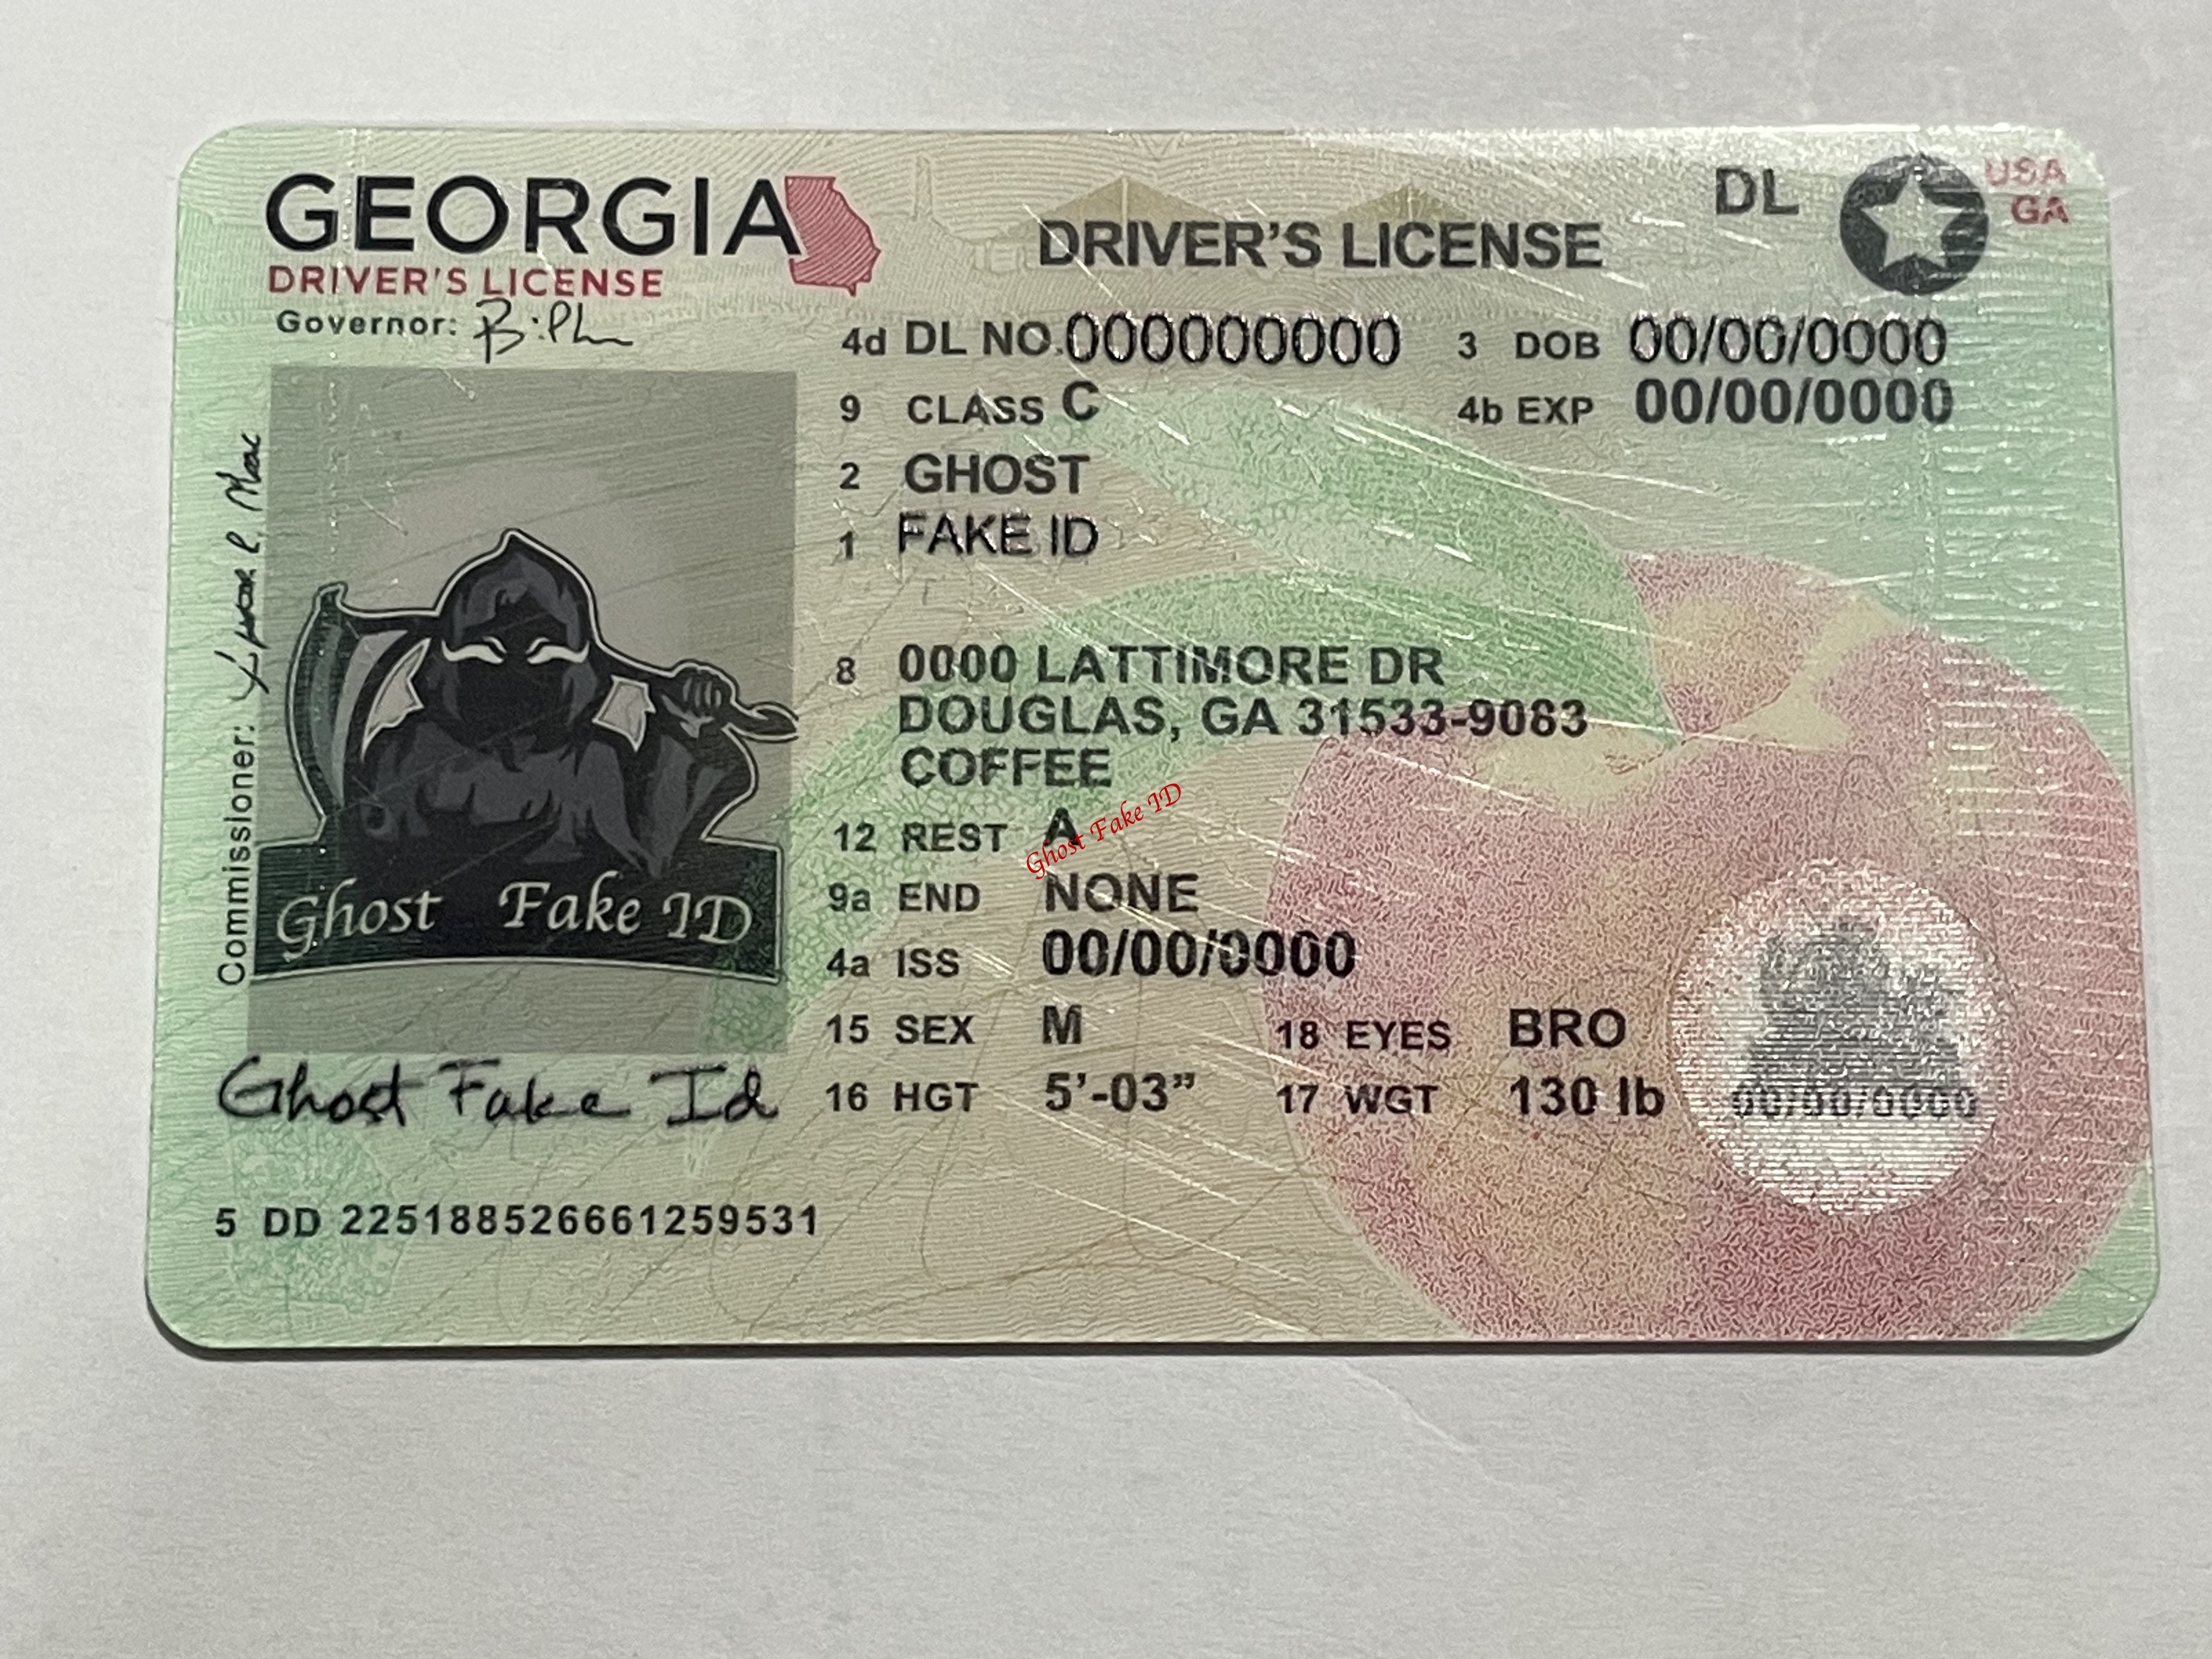 GEORGIA
DRIVER'S LICENSE
Governor:
DRIVER'S LICENSE
DL
USA
GA
4d DL NO. 000000000
3 DOB 00/00/0000
9 CLASS C
4b EXP 00/00/0000
2 GHOST
1 FAKE ID
8 0000 LATTIMORE DR
DOUGLAS, GA 31533-9083
COFFEE
12 REST A
Ghost Fake ID
9a END NONE
4a ISS 00/00/0000
15 SEX M
18 EYES BRO
16 HGT 5'-03"
17 WGT 130 lb
00/00/0000
Commissioner:
Ghost Fake ID
Ghost Fake Id
5 DD 2251885266661259531